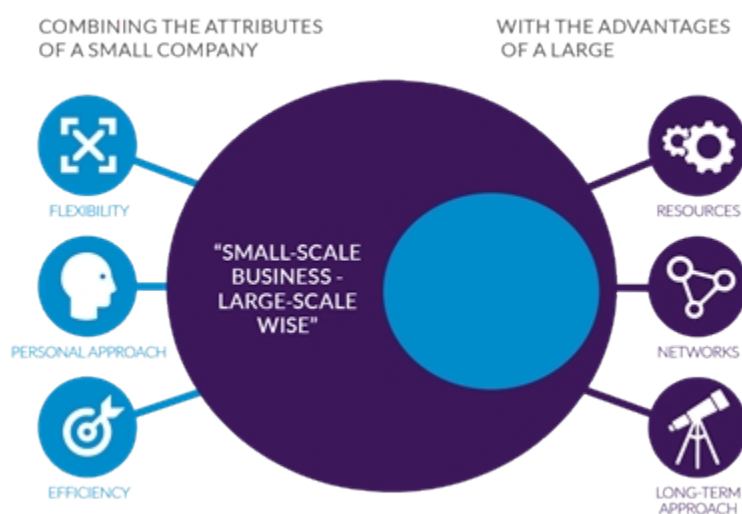 COMBINING THE ATTRIBUTES
OF A SMALL COMPANY
WITH THE ADVANTAGES
OF A LARGE
FLEXIBILITY
PERSONAL APPROACH
EFFICIENCY
“SMALL-SCALE
BUSINESS -
LARGE-SCALE
WISE”
RESOURCES
NETWORKS
LONG-TERM
APPROACH